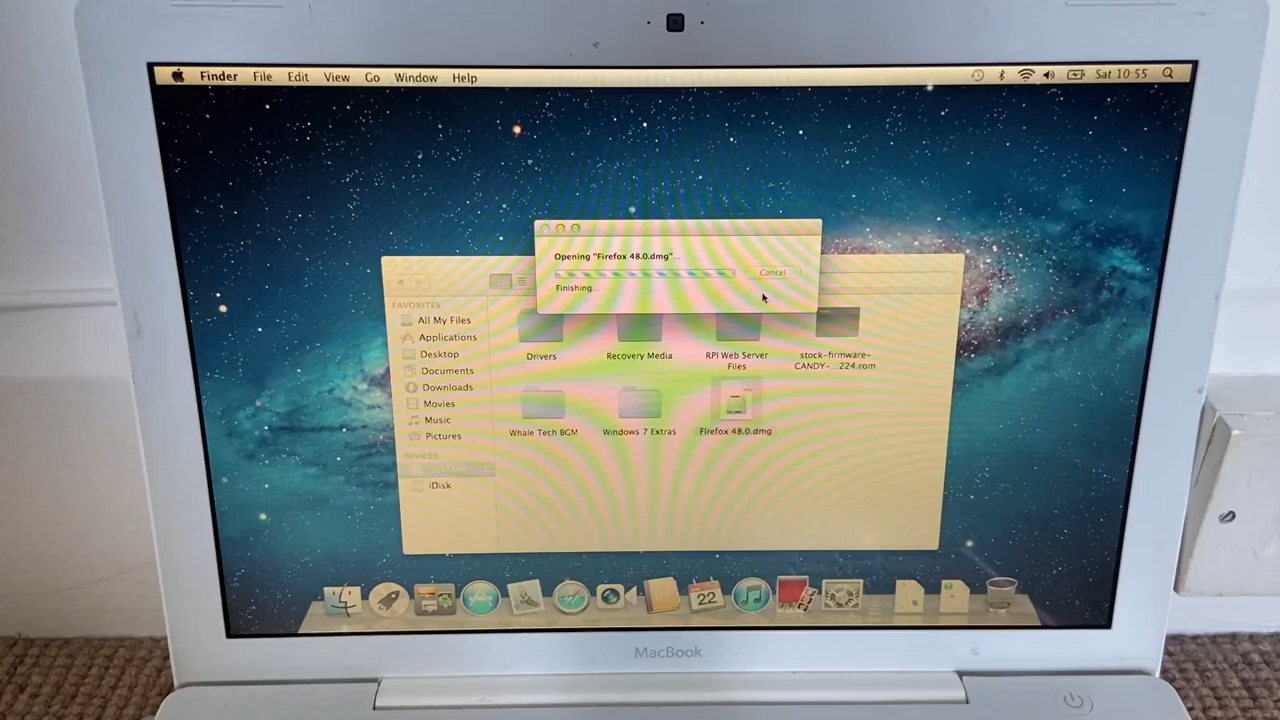 Finder File Edit View Go Window Help Sat 10:55
Opening "Firefox 48.0.dmg"...
Cancel
Finishing...
FAVORITES
All My Files
Applications
Desktop
Documents
Downloads
Movies
Music
Pictures
DEVICES
iDisk
Drivers
Recovery Media
RPI Web Server
Files
stock-firmware-
CANDY-...224.rom
Whale Tech BGM
Windows 7 Extras
Firefox 48.0.dmg
22
MacBook